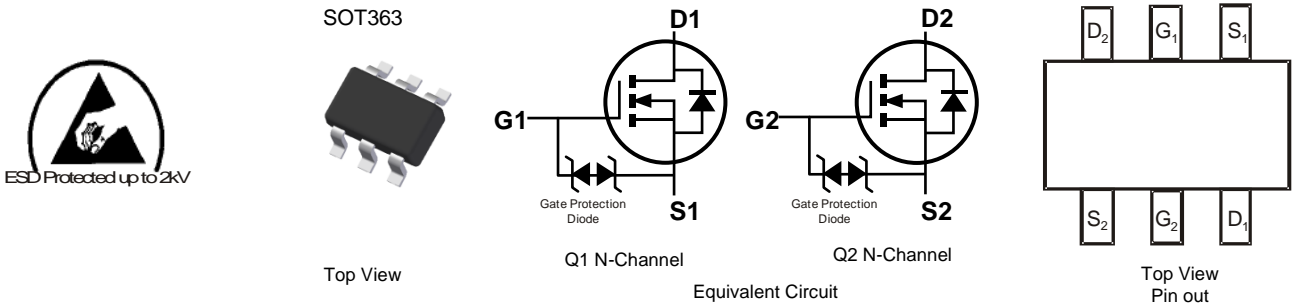 ESD Protected up to 2kV
SOT363
Top View
D1
G1
Gate Protection
Diode
S1
Q1 N-Channel
D2
G2
Gate Protection
Diode
S2
Q2 N-Channel
Equivalent Circuit
D2 G1 S1
S2 G2 D1
Top View
Pin out